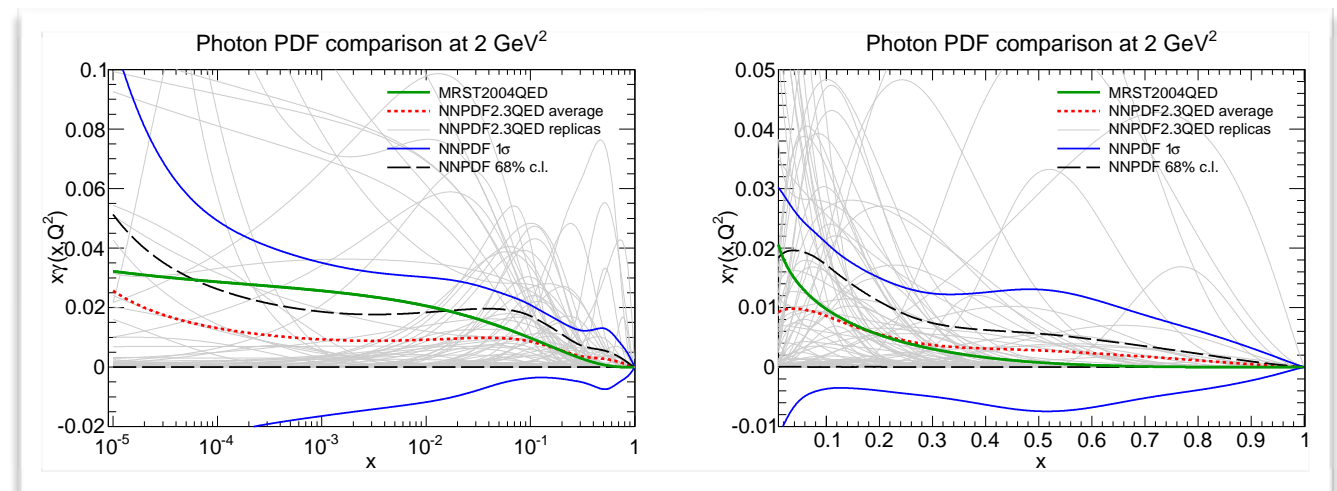 Photon PDF comparison at 2 GeV²
MRST2004QED
NNPDF2.3QED average
NNPDF2.3QED replicas
NNPDF 1σ
NNPDF 68% c.l.
xγ(x,Q²)
0.1
0.08
0.06
0.04
0.02
0
-0.02
10⁻⁵ 10⁻⁴ 10⁻³ 10⁻² 10⁻¹ 1
x
Photon PDF comparison at 2 GeV²
MRST2004QED
NNPDF2.3QED average
NNPDF2.3QED replicas
NNPDF 1σ
NNPDF 68% c.l.
xγ(x,Q²)
0.05
0.04
0.03
0.02
0.01
0
-0.01
0.1 0.2 0.3 0.4 0.5 0.6 0.7 0.8 0.9 1
x